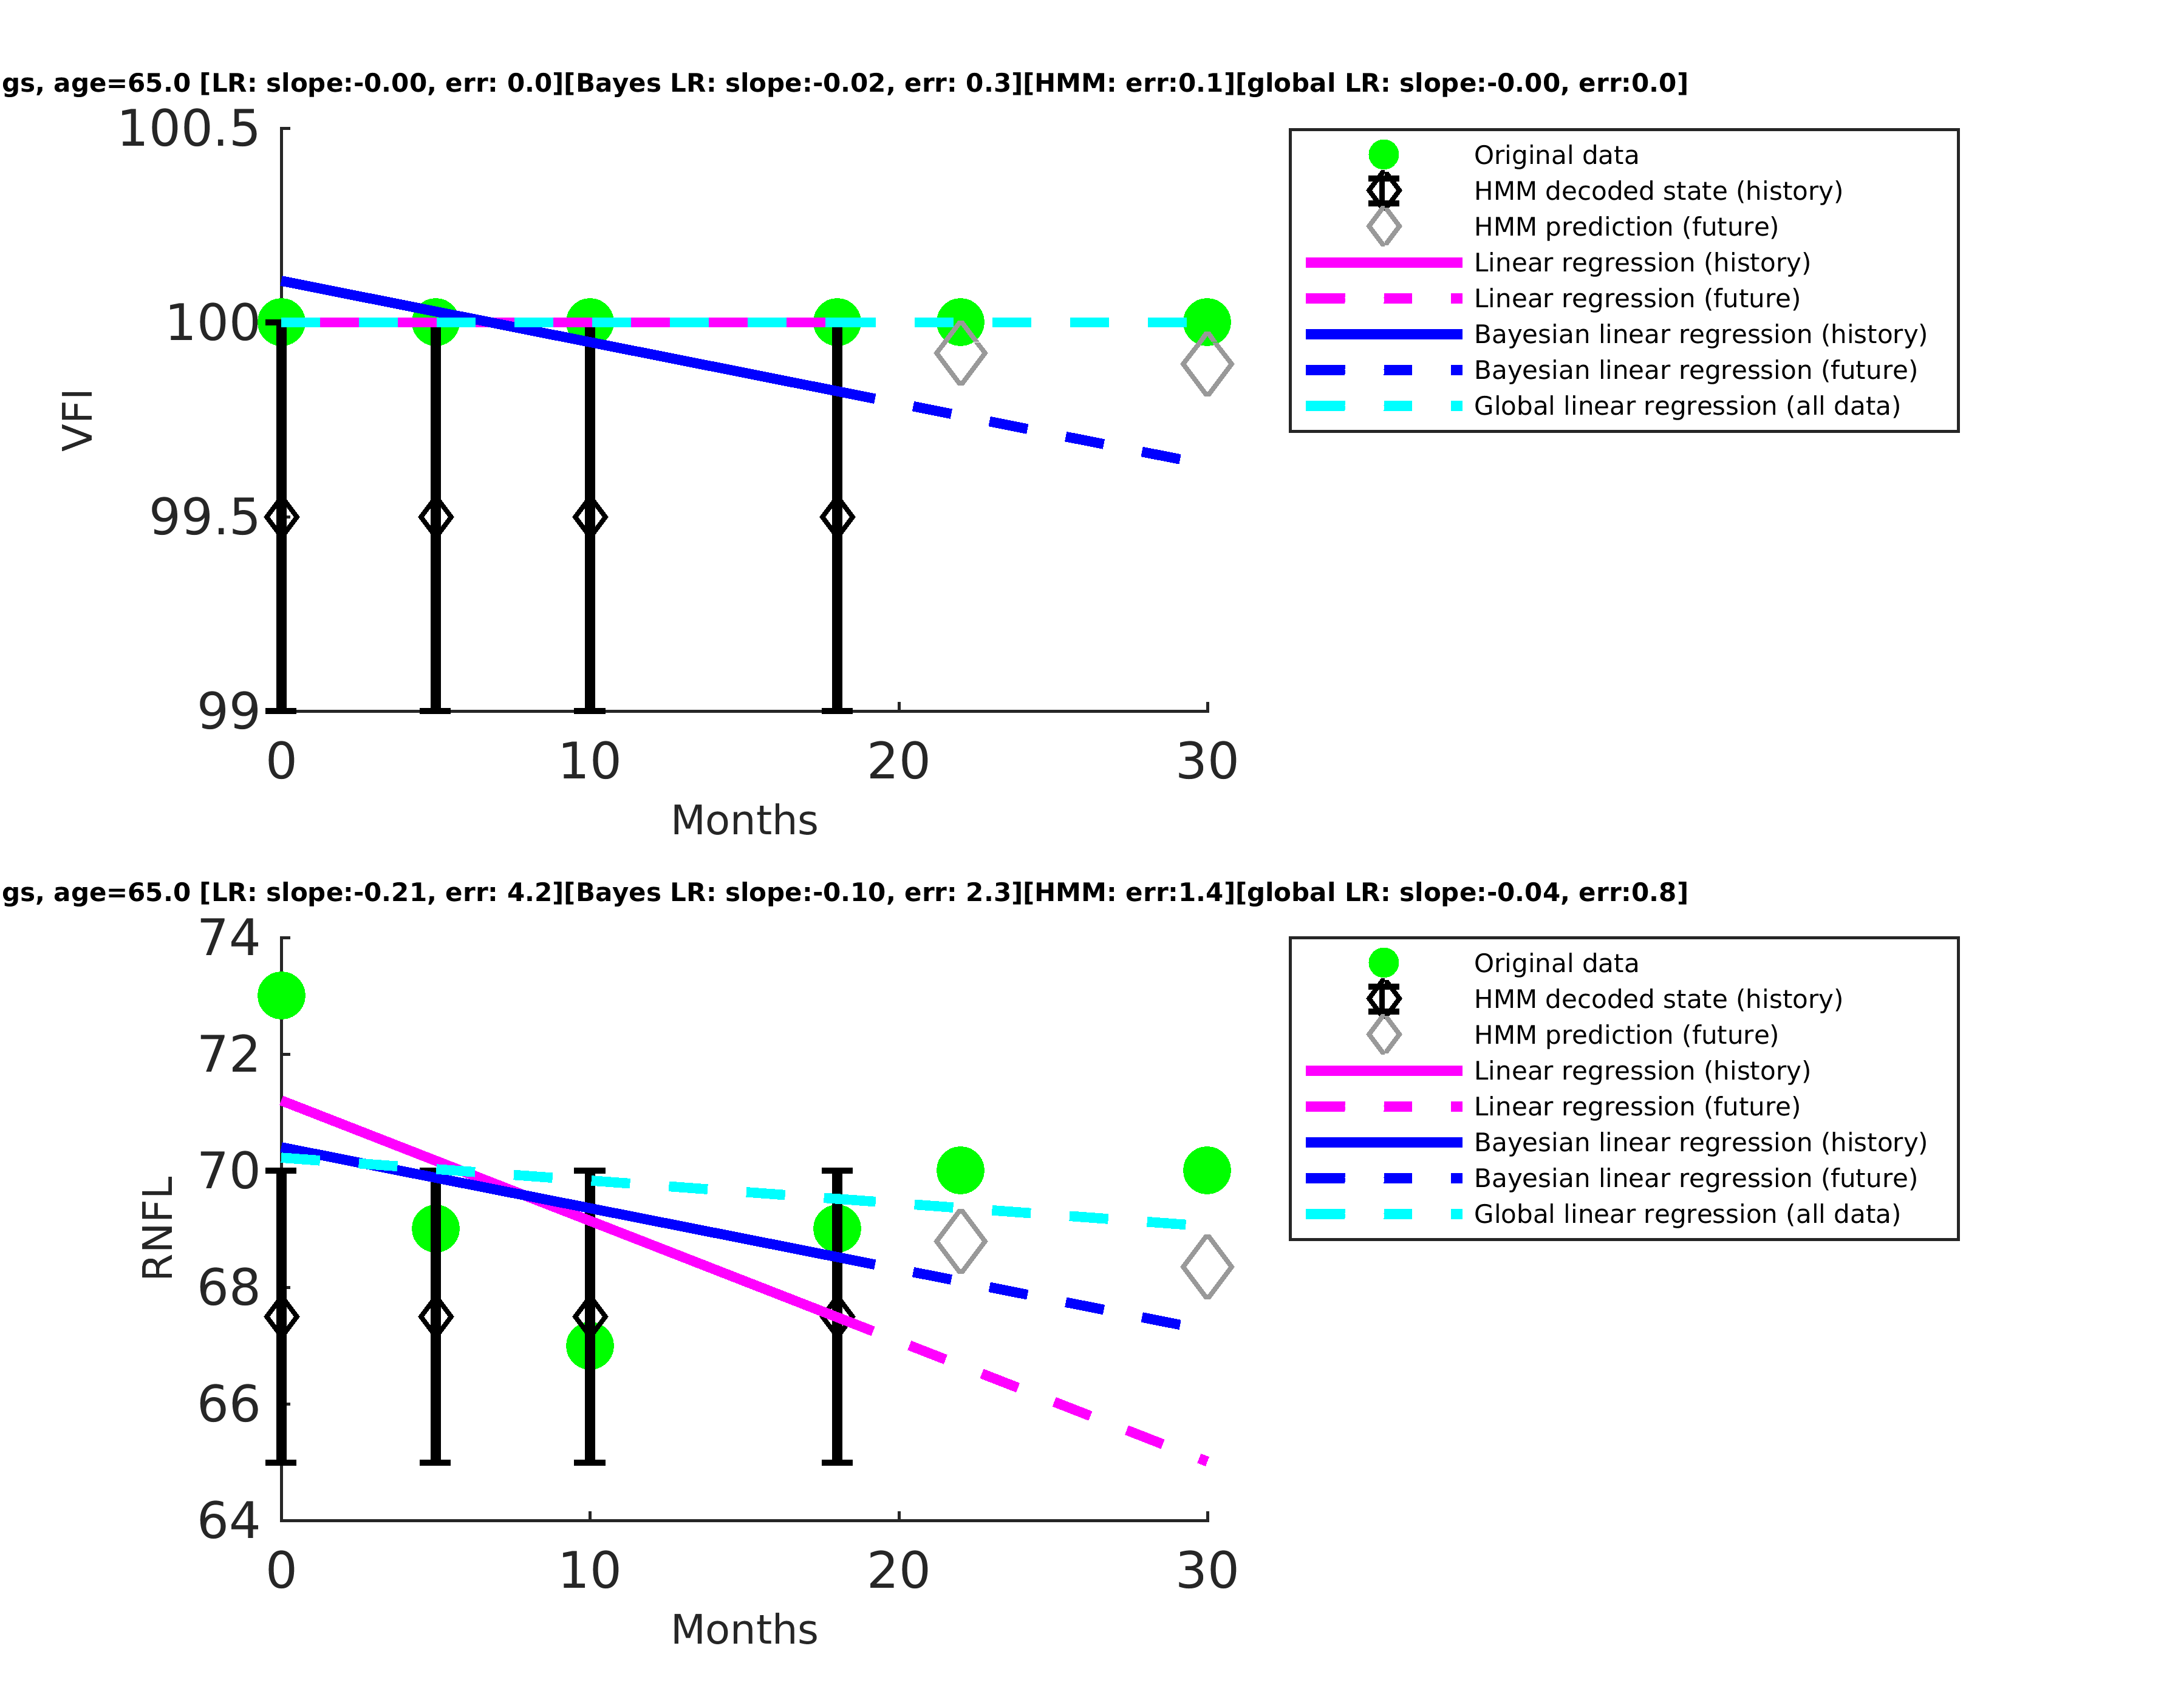 gs, age=65.0 [LR: slope:-0.00, err: 0.0][Bayes LR: slope:-0.02, err: 0.3][HMM: err:0.1][global LR: slope:-0.00, err:0.0]
100.5
100
99.5
99
VFI
0 10 20 30
Months
Original data
HMM decoded state (history)
HMM prediction (future)
Linear regression (history)
Linear regression (future)
Bayesian linear regression (history)
Bayesian linear regression (future)
Global linear regression (all data)
gs, age=65.0 [LR: slope:-0.21, err: 4.2][Bayes LR: slope:-0.10, err: 2.3][HMM: err:1.4][global LR: slope:-0.04, err:0.8]
74
72
70
68
66
64
RNFL
0 10 20 30
Months
Original data
HMM decoded state (history)
HMM prediction (future)
Linear regression (history)
Linear regression (future)
Bayesian linear regression (history)
Bayesian linear regression (future)
Global linear regression (all data)